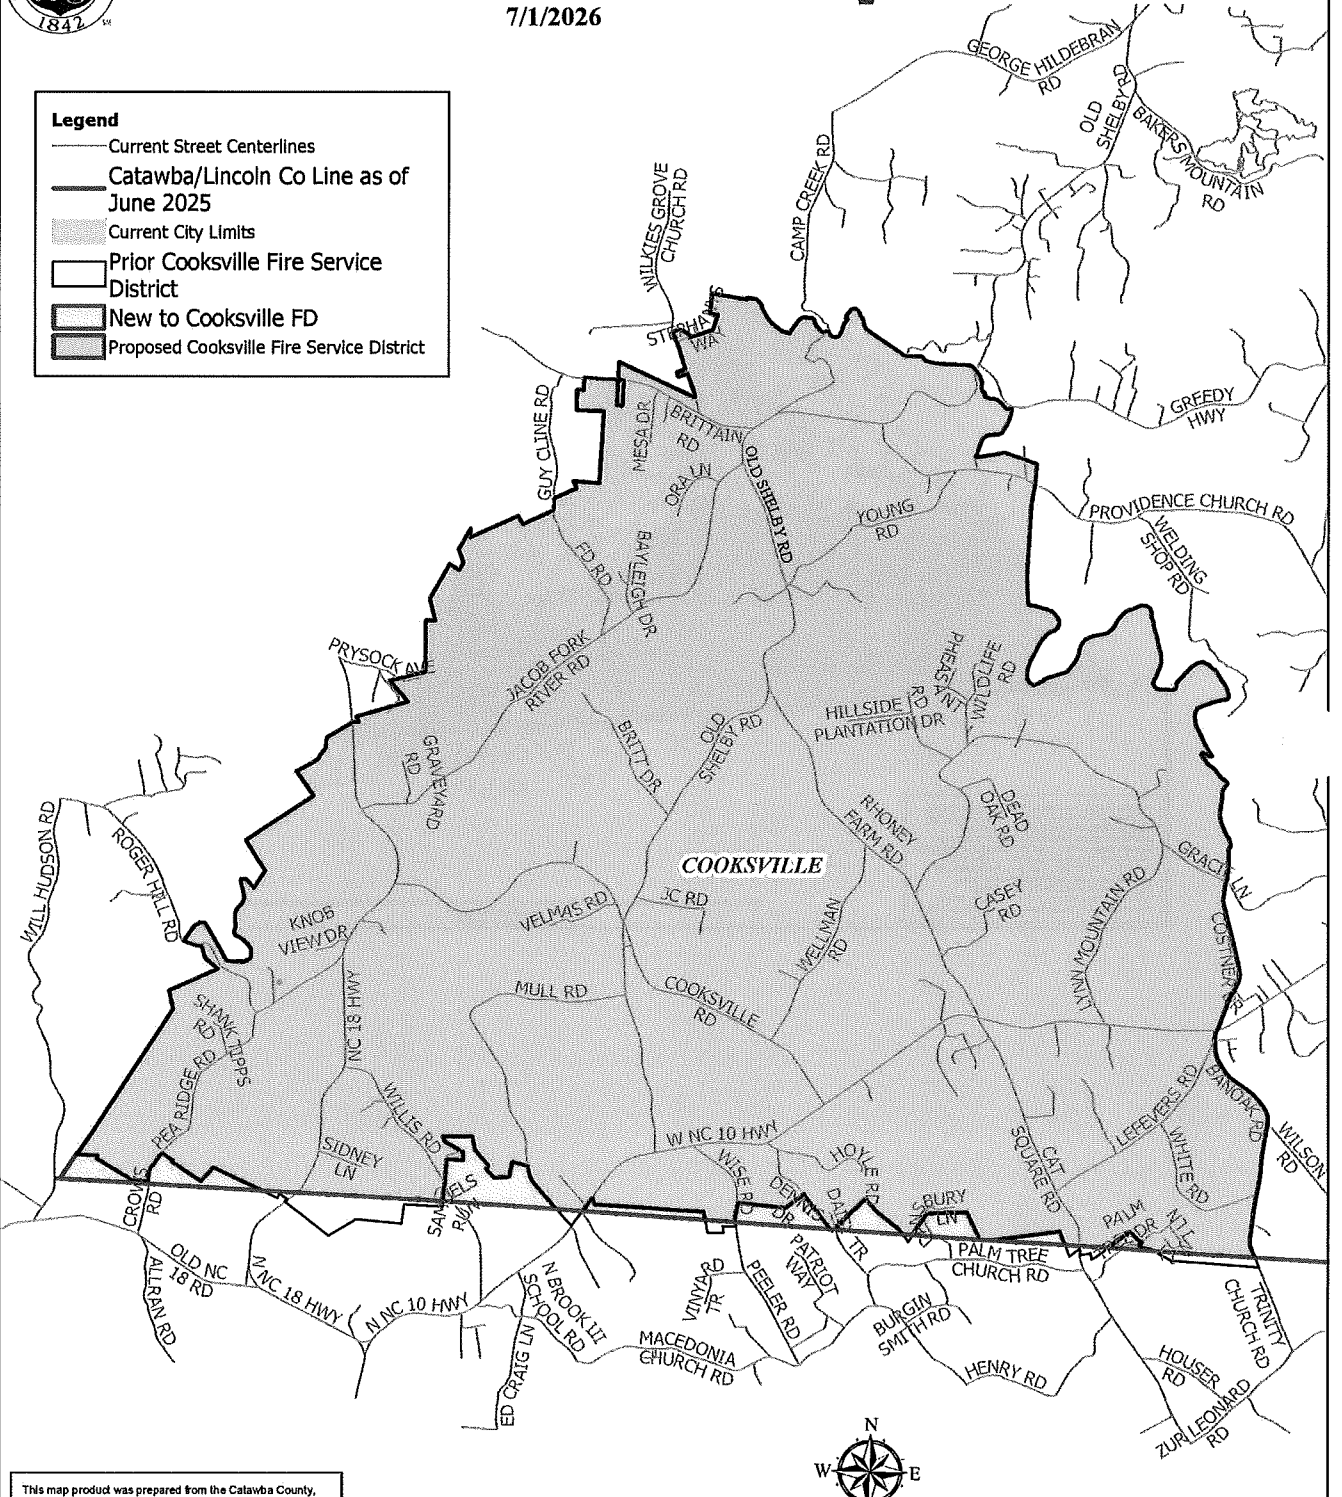 1842
7/1/2026
Legend
Current Street Centerlines
Catawba/Lincoln Co Line as of
June 2025
Current City Limits
Prior Cooksville Fire Service
District
New to Cooksville FD
Proposed Cooksville Fire Service District
GEORGE HILDEBRAN
RD
OLD
SHELBY RD
BAKERS MOUNTAIN
RD
CAMP CREEK RD
WILKIES GROVE
CHURCH RD
WAY
GREEDY
HWY
GUY CLINE RD
MESA DR
BRITTAIN
RD
ORA LN
OLD SHELBY RD
YOUNG
RD
PROVIDENCE CHURCH RD
WELDING
SHOP RD
FD RD
BAYLEIGH DR
PRYSOCK AVE
JACOB FORK
RIVER RD
PHEASANT
RD
WILDLIFE
RD
HILLSIDE
PLANTATION DR
OLD
SHELBY RD
BRITT DR
GRAVEYARD
RD
DEAD
OAK RD
RHONEY
FARM RD
WILL HUDSON RD
ROGER HILL RD
COOKSVILLE
GRACE LN
KNOB
VIEW DR
VELMAS RD
JC RD
CASEY
RD
LYNN MOUNTAIN RD
WELLMAN
RD
COSTNER DR
MULL RD
COOKSVILLE
RD
NC 18 HWY
SHANK TIPPS
RD
PEA RIDGE RD
WILLIS RD
SIDNEY
LN
W NC 10 HWY
LEFEVERS RD
BANOAK RD
WILSON
RD
WHITE RD
CAT
SQUARE RD
HOYLE RD
WISE RD
DENNIS
DR
CROWS
RD
SAMUELS
RUN
LN
PALM
TREE DR
TR
PATRIOT
WAY
PALM TREE
CHURCH RD
OLD NC
18 RD
ALLRAN RD
N NC 18 HWY
N NC 10 HWY
N BROOK III
SCHOOL RD
ED CRAIG LN
VINYARD
TR
PEELER RD
BURGIN
SMITH RD
MACEDONIA
CHURCH RD
HENRY RD
HOUSER
RD
TRINITY
CHURCH RD
ZUR LEONARD
RD
N
W
E
This map product was prepared from the Catawba County,